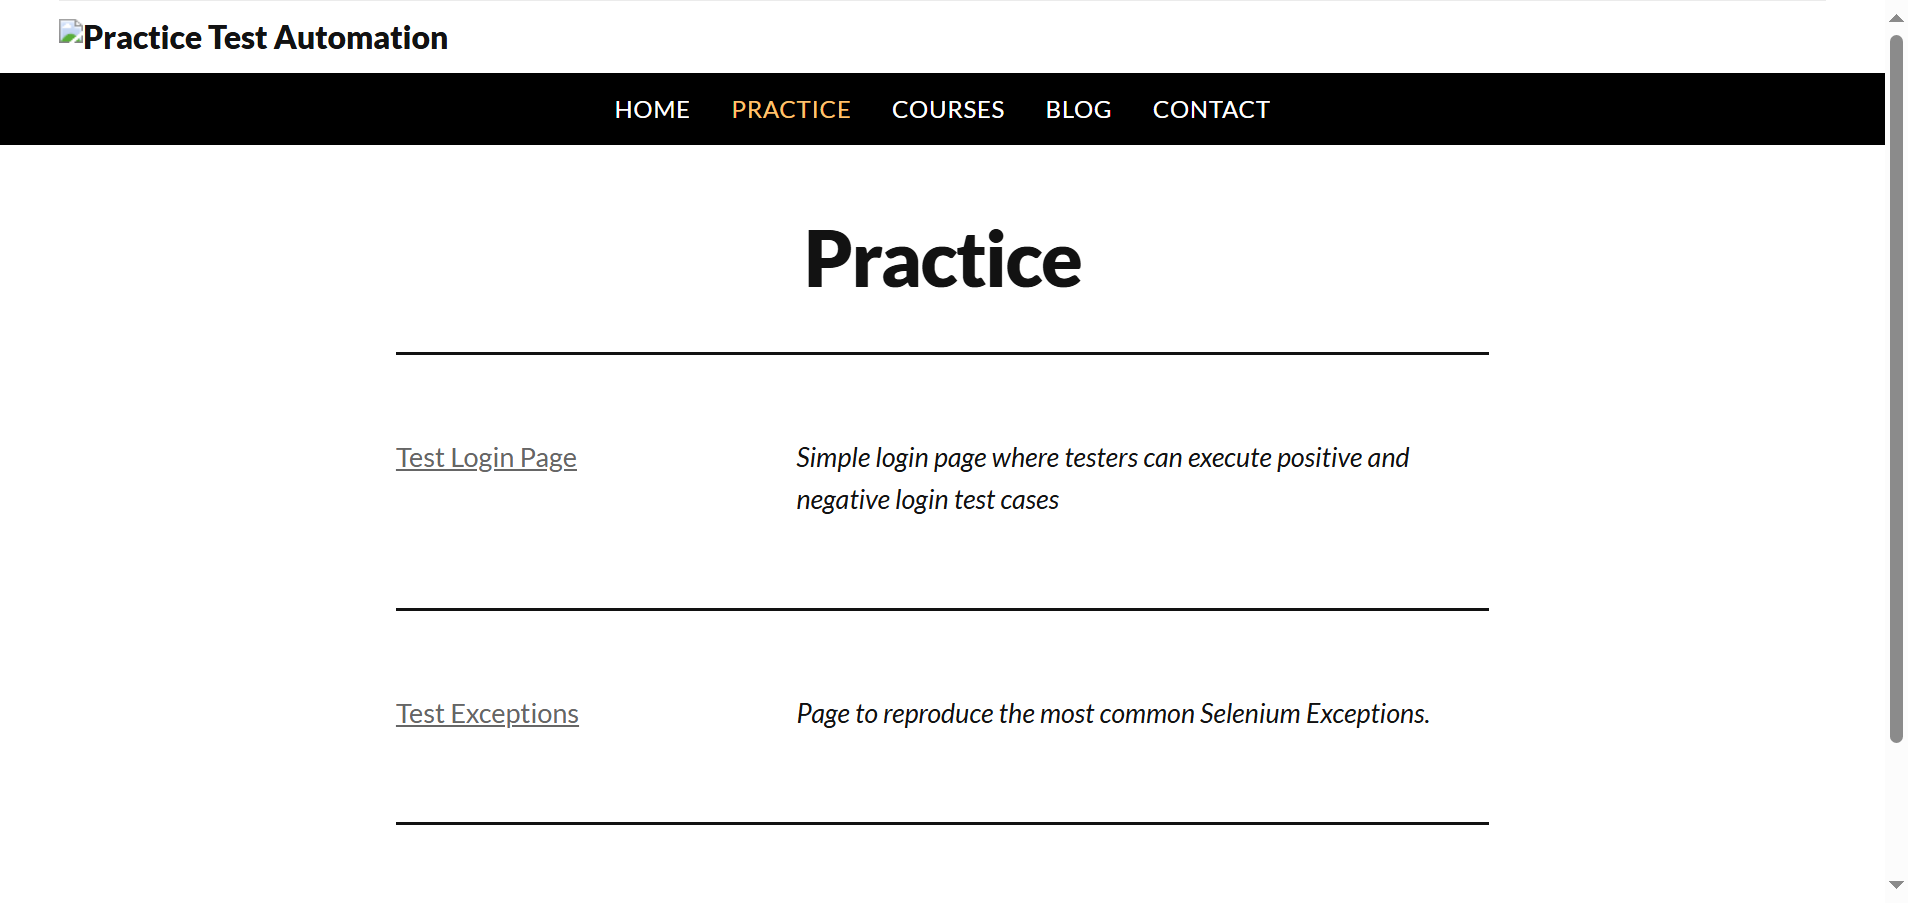 Practice Test Automation
HOME PRACTICE COURSES BLOG CONTACT
Practice
Test Login Page
Simple login page where testers can execute positive and
negative login test cases
Test Exceptions
Page to reproduce the most common Selenium Exceptions.